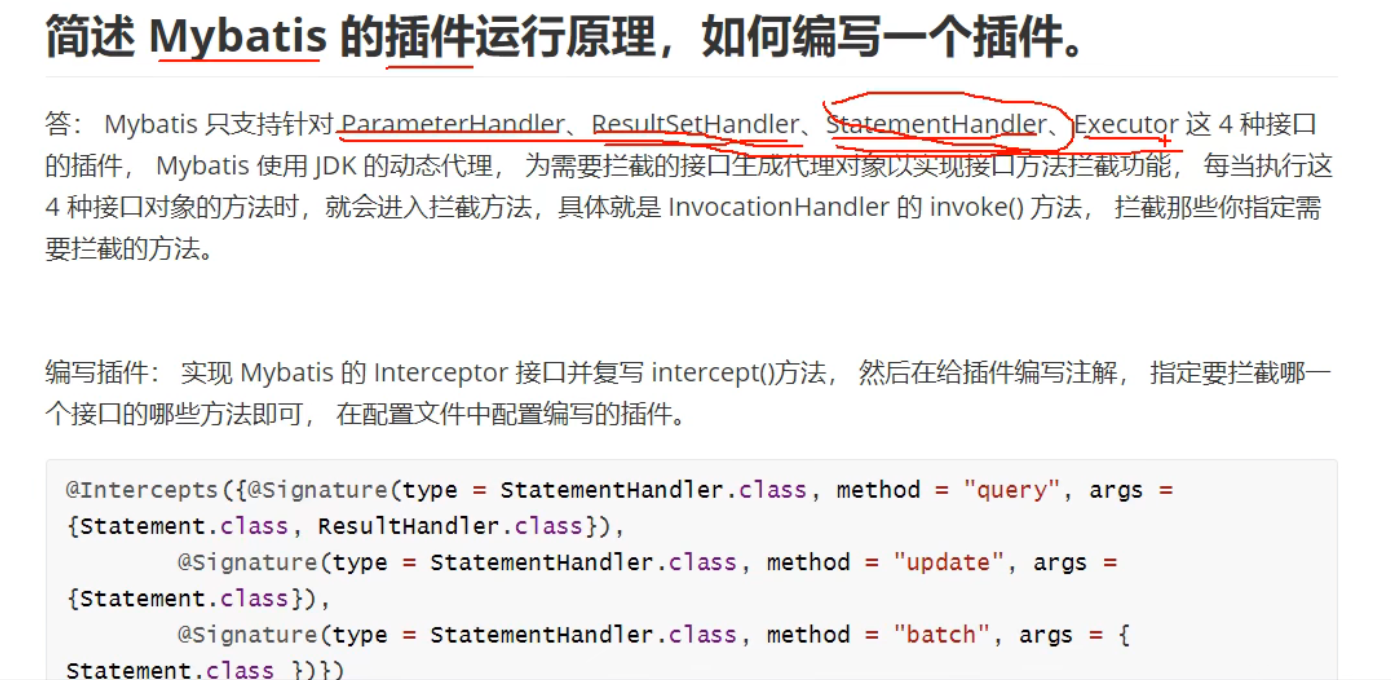 简述 Mybatis 的插件运行原理，如何编写一个插件。
答： Mybatis 只支持针对 ParameterHandler、ResultSetHandler、StatementHandler、Executor 这 4 种接口
的插件， Mybatis 使用 JDK 的动态代理， 为需要拦截的接口生成代理对象以实现接口方法拦截功能， 每当执行这
4 种接口对象的方法时，就会进入拦截方法，具体就是 InvocationHandler 的 invoke() 方法， 拦截那些你指定需
要拦截的方法。
编写插件： 实现 Mybatis 的 Interceptor 接口并复写 intercept()方法， 然后在给插件编写注解， 指定要拦截哪一
个接口的哪些方法即可， 在配置文件中配置编写的插件。
@Intercepts({@Signature(type = StatementHandler.class, method = "query", args =
{Statement.class, ResultHandler.class}),
@Signature(type = StatementHandler.class, method = "update", args =
{Statement.class}),
@Signature(type = StatementHandler.class, method = "batch", args = {
Statement.class })})